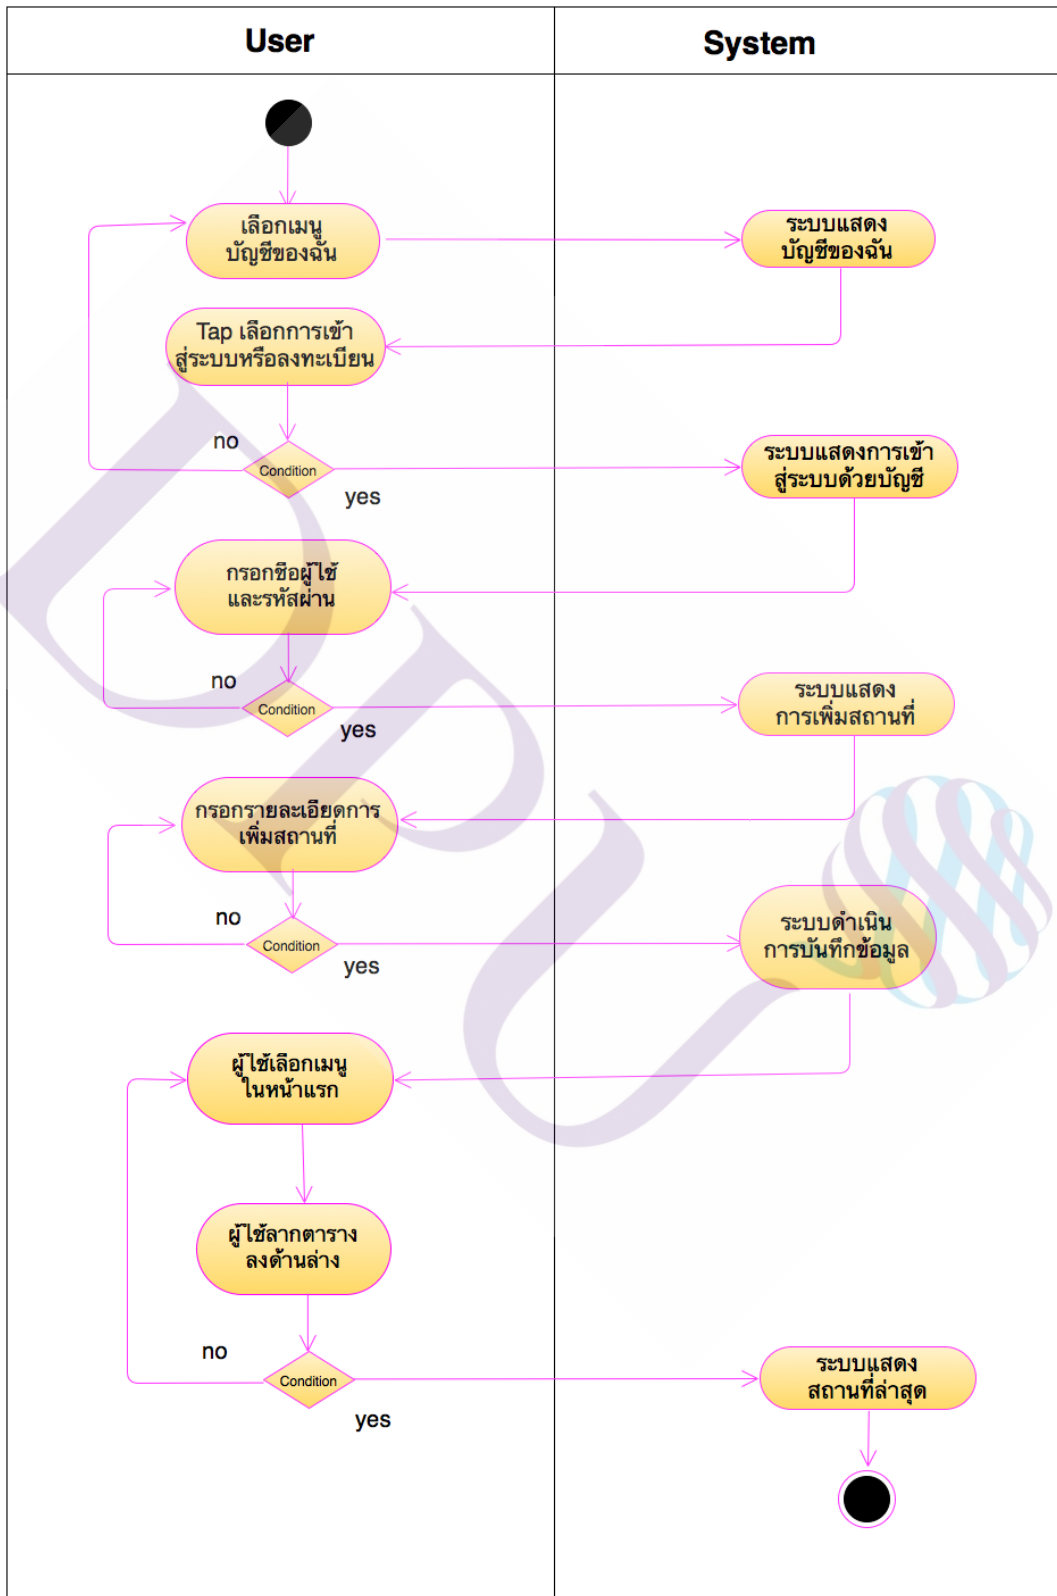 User
System
เลือกเมนู
บัญชีของฉัน
ระบบแสดง
บัญชีของฉัน
Tap เลือกการเข้า
สู่ระบบหรือลงทะเบียน
no
Condition
yes
ระบบแสดงการเข้า
สู่ระบบด้วยบัญชี
กรอกชื่อผู้ใช้
และรหัสผ่าน
no
Condition
yes
ระบบแสดง
การเพิ่มสถานที่
กรอกรายละเอียดการ
เพิ่มสถานที่
no
Condition
yes
ระบบดำเนิน
การบันทึกข้อมูล
ผู้ใช้เลือกเมนู
ในหน้าแรก
ผู้ใช้ลากตาราง
ลงด้านล่าง
no
Condition
yes
ระบบแสดง
สถานที่ล่าสุด
DPU